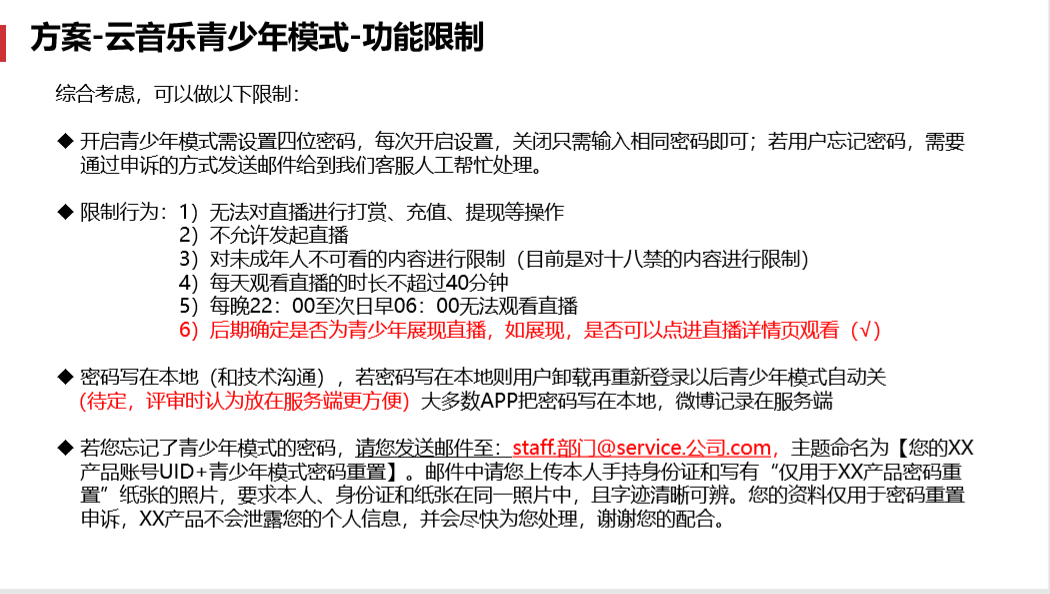 方案-云音乐青少年模式-功能限制
综合考虑，可以做以下限制：
◆ 开启青少年模式需设置四位密码，每次开启设置，关闭只需输入相同密码即可；若用户忘记密码，需要
通过申诉的方式发送邮件给到我们客服人工帮忙处理。
◆ 限制行为：1）无法对直播进行打赏、充值、提现等操作
2）不允许发起直播
3）对未成年人不可看的内容进行限制（目前是对十八禁的内容进行限制）
4）每天观看直播的时长不超过40分钟
5）每晚22：00至次日早06：00无法观看直播
6）后期确定是否为青少年展现直播，如展现，是否可以点进直播详情页观看（√）
◆ 密码写在本地（和技术沟通），若密码写在本地则用户卸载再重新登录以后青少年模式自动关
(待定，评审时认为放在服务端更方便）大多数APP把密码写在本地，微博记录在服务端
◆ 若您忘记了青少年模式的密码，请您发送邮件至：staff.部门@service.公司.com，主题命名为【您的XX
产品账号UID+青少年模式密码重置】。邮件中请您上传本人手持身份证和写有“仅用于XX产品密码重
置”纸张的照片，要求本人、身份证和纸张在同一照片中，且字迹清晰可辨。您的资料仅用于密码重置
申诉，XX产品不会泄露您的个人信息，并会尽快为您处理，谢谢您的配合。